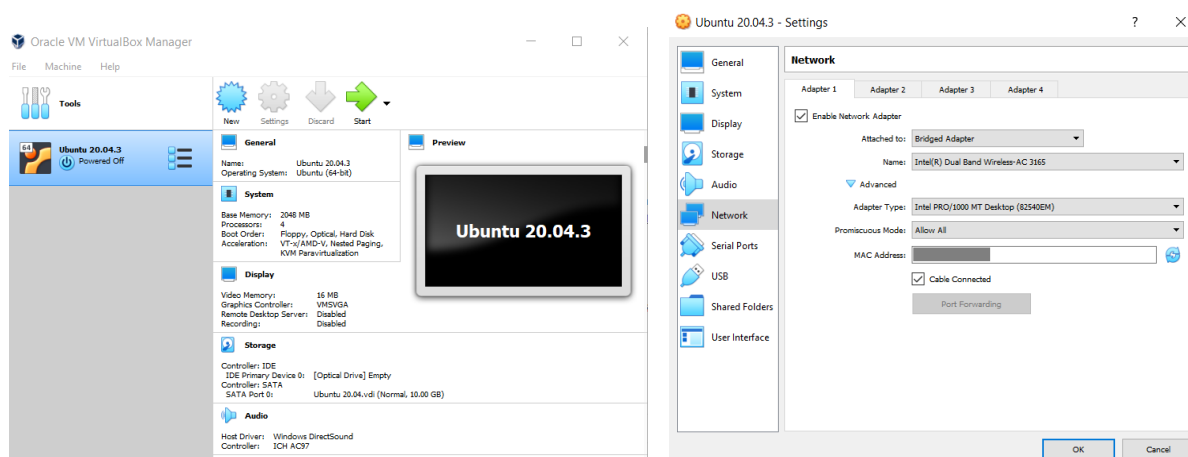 Oracle VM VirtualBox Manager
File Machine Help
Tools
New Settings Discard Start
64
Ubuntu 20.04.3
Powered Off
General
Name: Ubuntu 20.04.3
Operating System: Ubuntu (64-bit)
System
Base Memory: 2048 MB
Processors: 4
Boot Order: Floppy, Optical, Hard Disk
Acceleration: VT-x/AMD-V, Nested Paging,
KVM Paravirtualization
Display
Video Memory: 16 MB
Graphics Controller: VMSVGA
Remote Desktop Server: Disabled
Recording: Disabled
Storage
Controller: IDE
IDE Primary Device 0: [Optical Drive] Empty
Controller: SATA
SATA Port 0: Ubuntu 20.04.vdi (Normal, 10.00 GB)
Audio
Host Driver: Windows DirectSound
Controller: ICH AC97
Preview
Ubuntu 20.04.3
Ubuntu 20.04.3 - Settings
?
General
System
Display
Storage
Audio
Network
Serial Ports
USB
Shared Folders
User Interface
Network
Adapter 1 Adapter 2 Adapter 3 Adapter 4
Enable Network Adapter
Attached to: Bridged Adapter
Name: Intel(R) Dual Band Wireless-AC 3165
Advanced
Adapter Type: Intel PRO/1000 MT Desktop (82540EM)
Promiscuous Mode: Allow All
MAC Address:
Cable Connected
Port Forwarding
OK Cancel